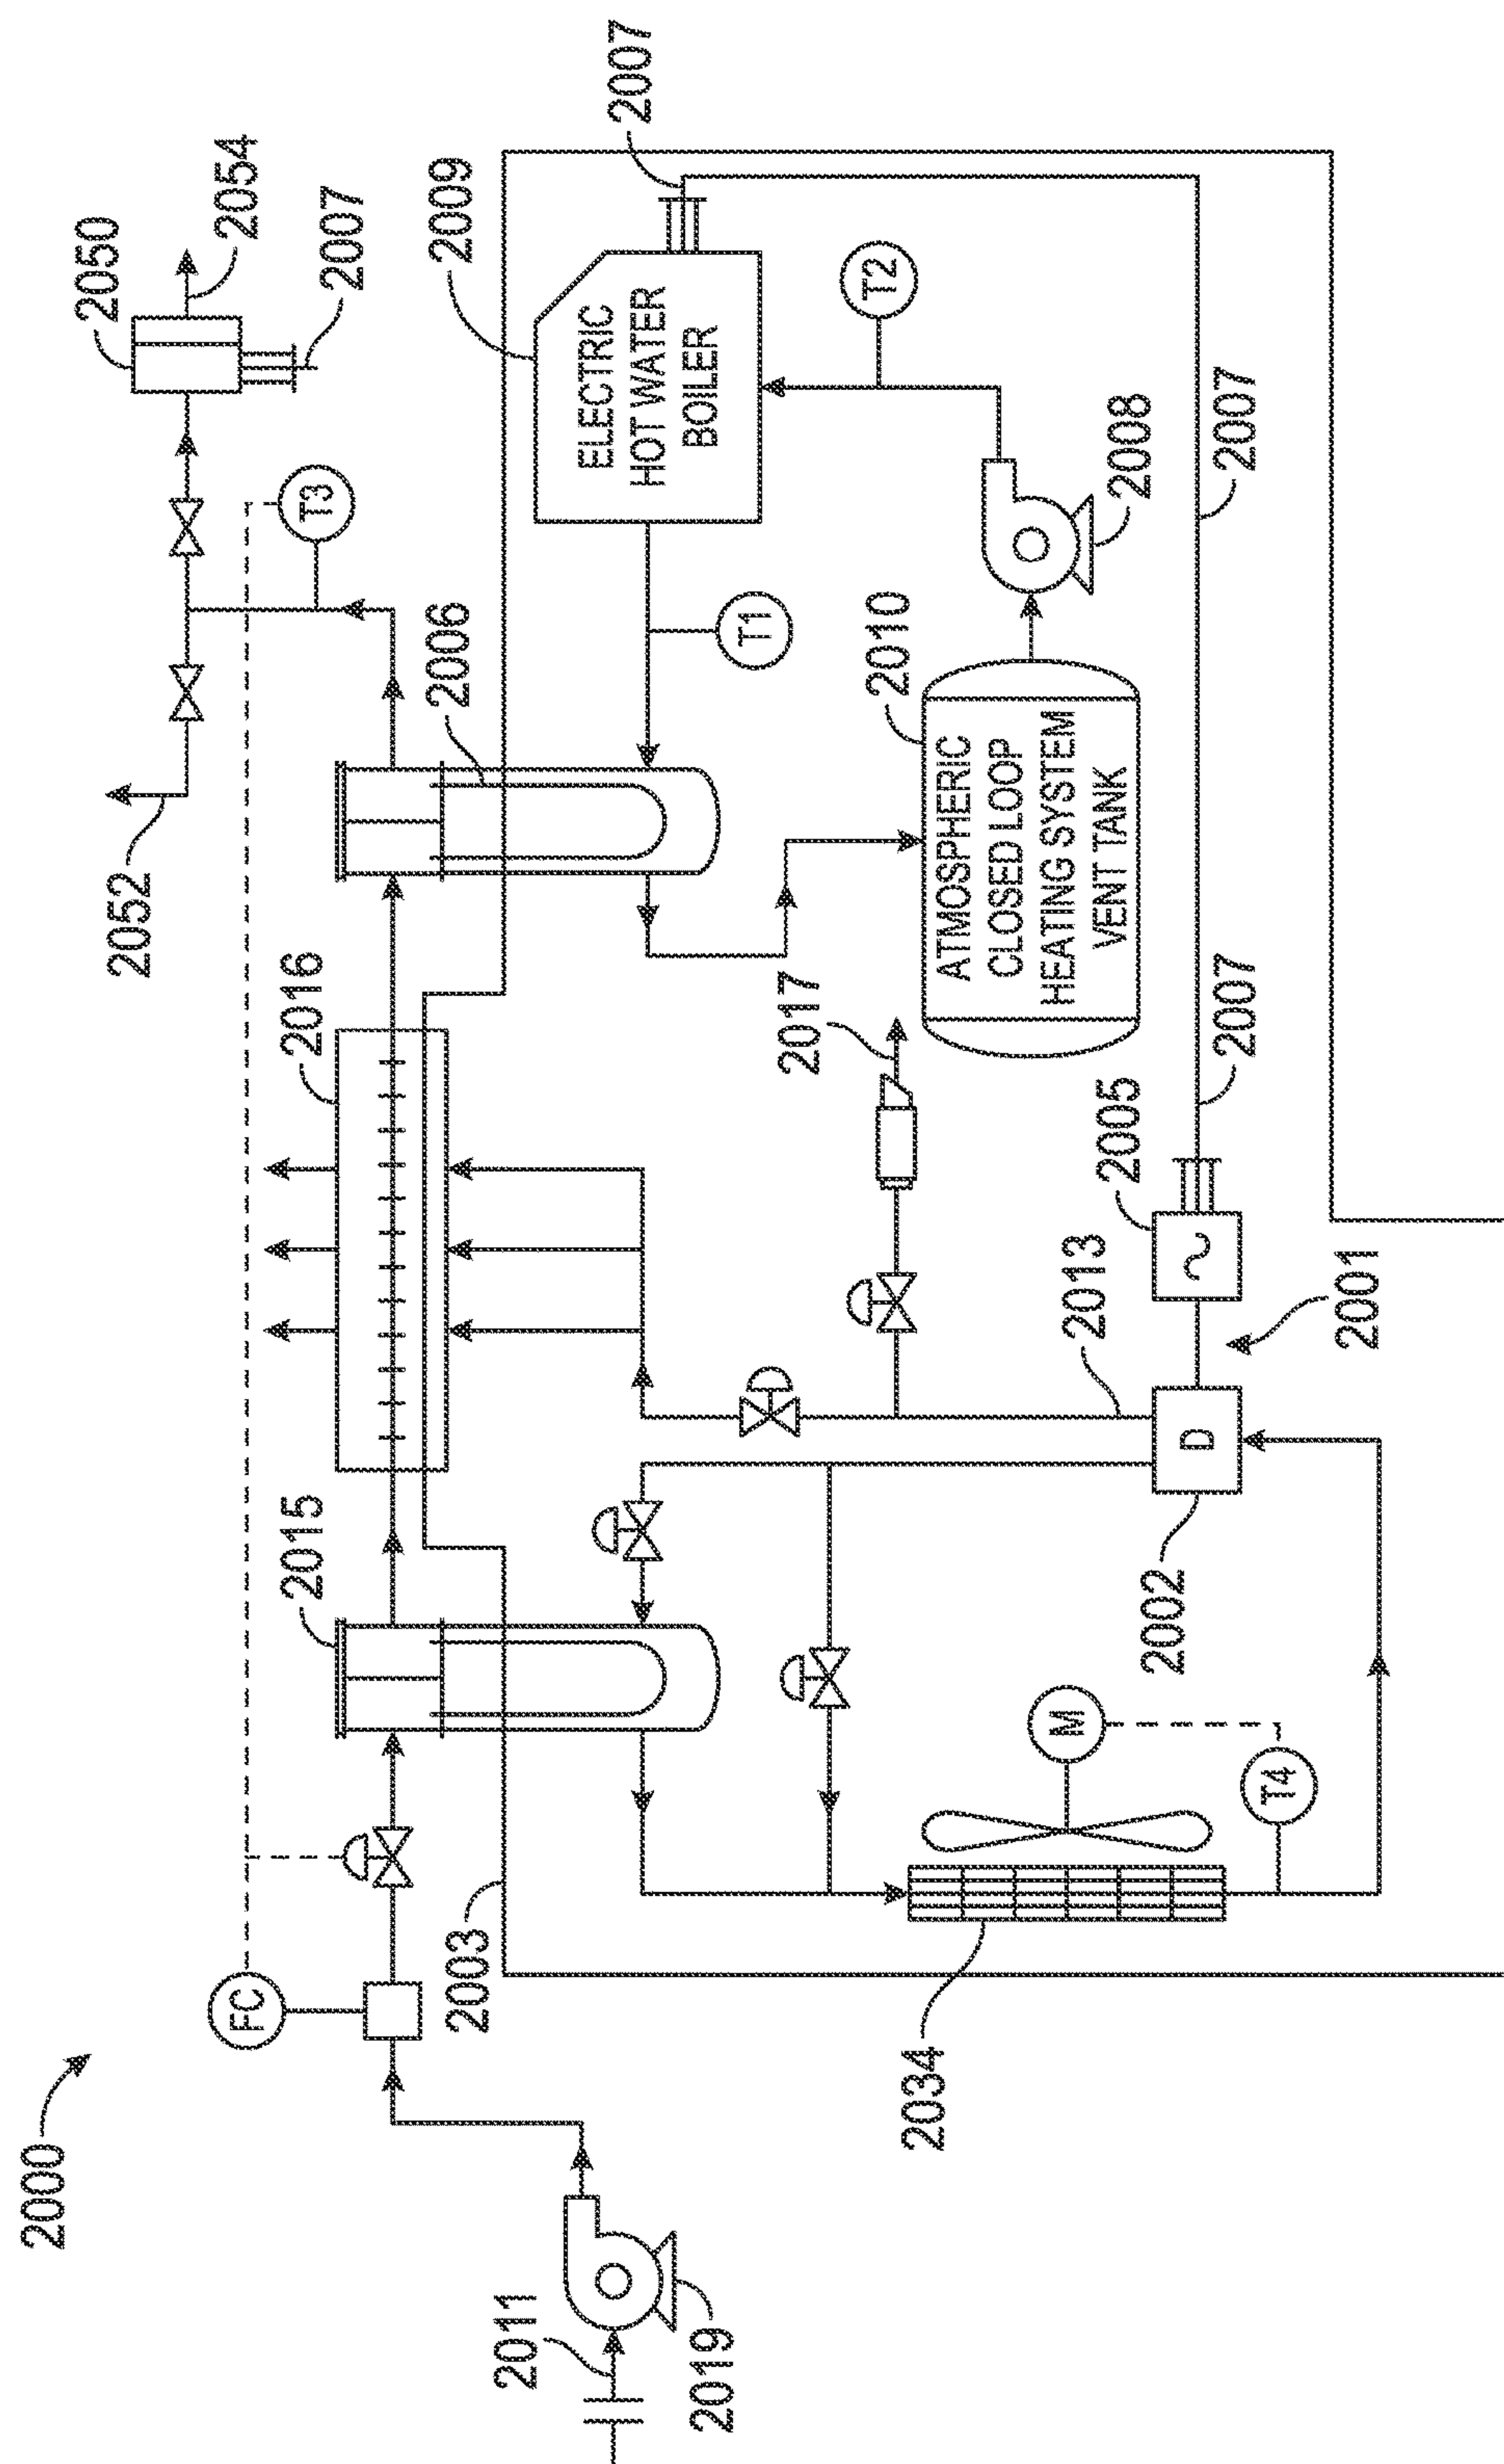 2000
2050
2054
2007
2052
FC
T3
2015
2016
2006
2009
2007
ELECTRIC
HOT WATER
BOILER
2011
2019
2003
T1
T2
2017
2010
ATMOSPHERIC
CLOSED LOOP
HEATING SYSTEM
VENT TANK
2008
2034
M
T4
2002
D
2013
2005
~
2001
2007
2007